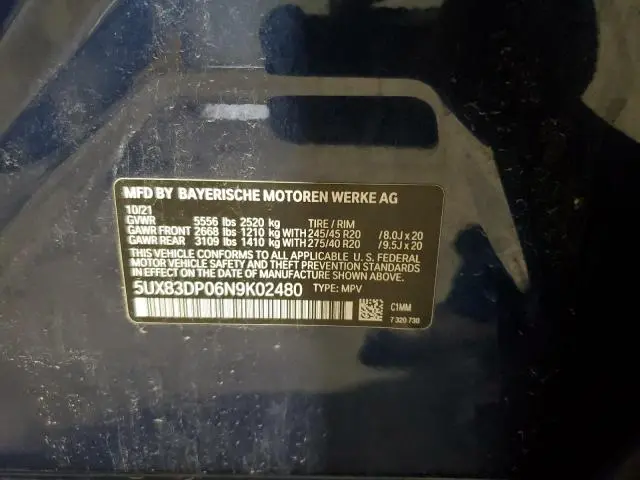 MFD BY BAYERISCHE MOTOREN WERKE AG
10/21
GVWR 5556 lbs 2520 kg TIRE / RIM
GAWR FRONT 2668 lbs 1210 kg WITH 245/45 R20 /8.0J x 20
GAWR REAR 3109 lbs 1410 kg WITH 275/40 R20 /9.5J x 20
THIS VEHICLE CONFORMS TO ALL APPLICABLE U. S. FEDERAL
MOTOR VEHICLE SAFETY AND THEFT PREVENTION STANDARDS
IN EFFECT ON THE DATE OF MANUFACTURE SHOWN ABOVE.
5UX83DP06N9K02480 TYPE: MPV
C1MM
7 320 730